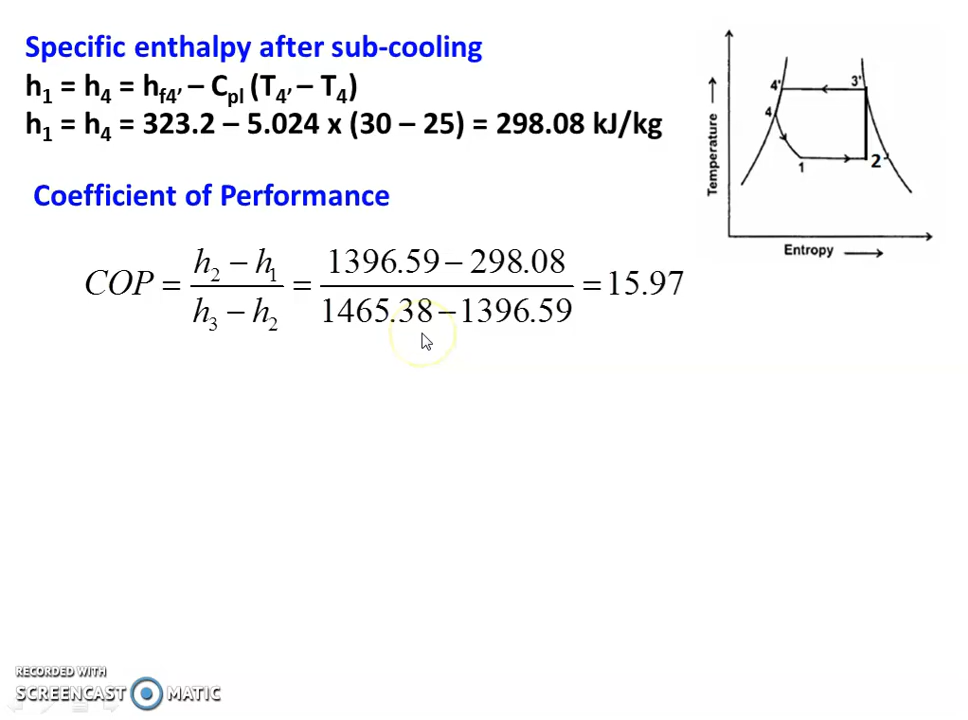 Specific enthalpy after sub-cooling
h₁ = h₄ = h_f4′ – C_pl (T₄′ – T₄)
h₁ = h₄ = 323.2 – 5.024 x (30 – 25) = 298.08 kJ/kg
Coefficient of Performance
COP = (h₂ − h₁) / (h₃ − h₂) = (1396.59 − 298.08) / (1465.38 − 1396.59) = 15.97
4' 3'
4
1 2'
Temperature
Entropy
RECORDED WITH
SCREENCAST MATIC